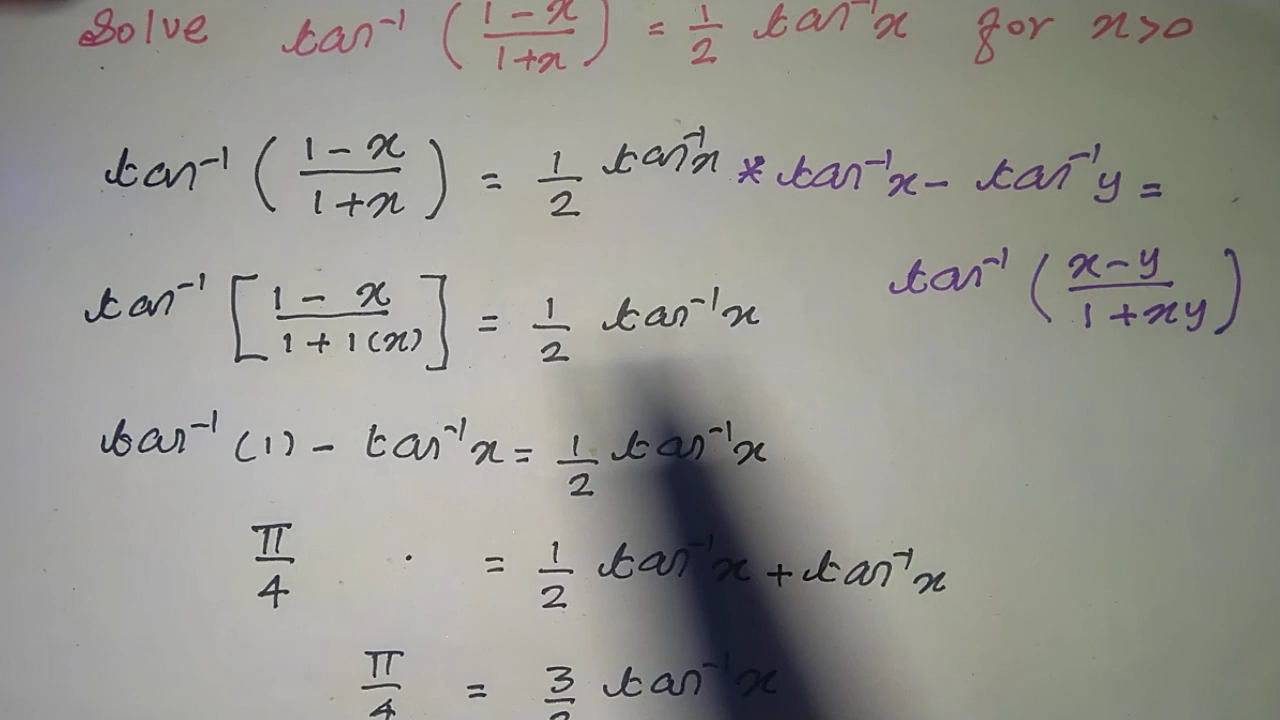 Solve tan⁻¹ ( (1-x)/(1+x) ) = 1/2 tan⁻¹x for x>0
tan⁻¹ ( (1-x)/(1+x) ) = 1/2 tan⁻¹x * tan⁻¹x - tan⁻¹y =
tan⁻¹ ( (x-y)/(1+xy) )
tan⁻¹ [ (1-x)/(1+1(x)) ] = 1/2 tan⁻¹x
tan⁻¹ (1) - tan⁻¹x = 1/2 tan⁻¹x
π/4 = 1/2 tan⁻¹x + tan⁻¹x
π/4 = 3/2 tan⁻¹x